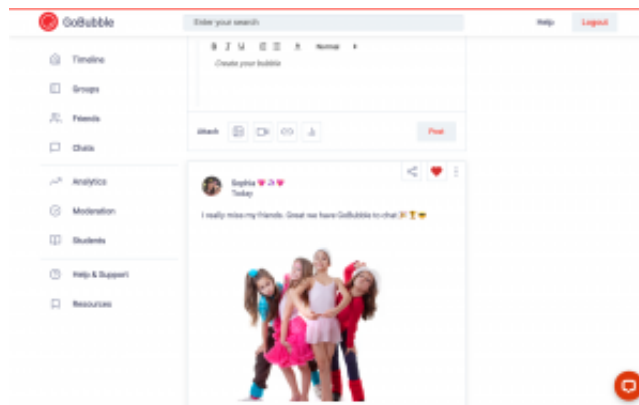 GoBubble
Enter your search
Help
Logout
Timeline
Groups
Friends
Chats
Analytics
Moderation
Students
Help & Support
Resources
B I U
Normal
Create your bubble
Attach
Post
Sophia
Today
I really miss my friends. Great we have GoBubble to chat